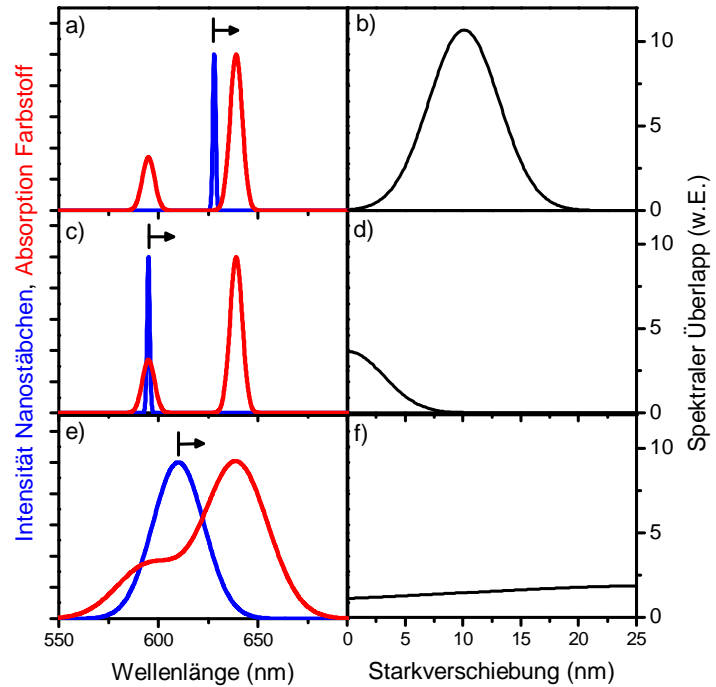 Intensität Nanostäbchen, Absorption Farbstoff
a)
b)
10
5
0
c)
d)
10
5
0
Spektraler Überlapp (w.E.)
e)
f)
10
5
0
550 600 650
0 5 10 15 20 25
Wellenlänge (nm)
Starkverschiebung (nm)